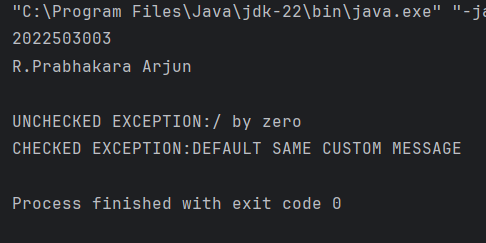 "C:\Program Files\Java\jdk-22\bin\java.exe" "-ja
2022503003
R.Prabhakara Arjun
UNCHECKED EXCEPTION:/ by zero
CHECKED EXCEPTION:DEFAULT SAME CUSTOM MESSAGE
Process finished with exit code 0